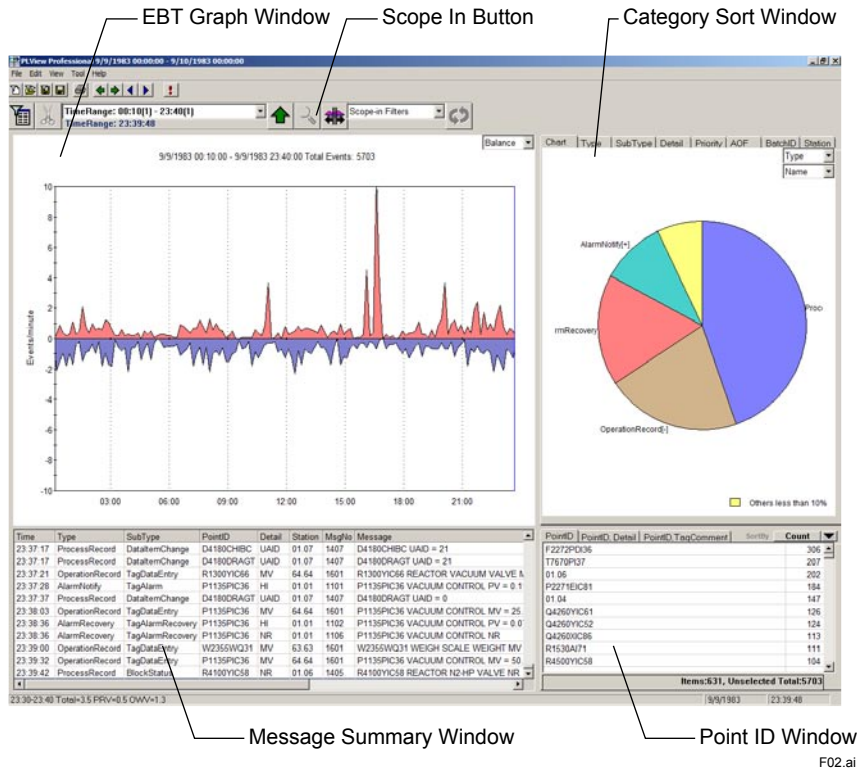 EBT Graph Window
Scope In Button
Category Sort Window
PLView Professional 9/9/1983 00:00:00 - 9/10/1983 00:00:00
File Edit View Tool Help
TimeRange: 00:10[1] - 23:40[1]
TimeRange: 23:39:48
Scope-in Filters
Balance
9/9/1983 00:10:00 - 9/9/1983 23:40:00 Total Events: 5703
Events/minute
10
8
6
4
2
0
-2
-4
-6
-8
-10
03:00 06:00 09:00 12:00 15:00 18:00 21:00
Chart Type SubType Detail Priority AOF BatchID Station
Type
Name
AlarmNotify[+]
Proc
rmRecovery
OperationRecord[-]
Others less than 10%
Time Type SubType PointID Detail Station MsgNo Message
23:37:17 ProcessRecord DataItemChange D4180CHIBC UAID 01.07 1407 D4180CHIBC UAID = 21
23:37:17 ProcessRecord DataItemChange D4180DRAGT UAID 01.07 1407 D4180DRAGT UAID = 21
23:37:21 OperationRecord TagDataEntry R1300YIC66 MV 64.64 1601 R1300YIC66 REACTOR VACUUM VALVE
23:37:28 AlarmNotify TagAlarm P1135PIC36 HI 01.01 1101 P1135PIC36 VACUUM CONTROL PV = 0.1
23:37:37 ProcessRecord DataItemChange D4180DRAGT UAID 01.07 1407 D4180DRAGT UAID = 0
23:38:03 OperationRecord TagDataEntry P1135PIC36 MV 64.64 1601 P1135PIC36 VACUUM CONTROL MV = 25.
23:38:36 AlarmRecovery TagAlarmRecovery P1135PIC36 HI 01.01 1102 P1135PIC36 VACUUM CONTROL PV = 0.0
23:38:36 AlarmRecovery TagAlarmRecovery P1135PIC36 NR 01.01 1106 P1135PIC36 VACUUM CONTROL NR
23:39:00 OperationRecord TagDataEntry W2355WQ31 MV 63.63 1601 W2355WQ31 WEIGH SCALE WEIGHT MV
23:39:32 OperationRecord TagDataEntry P1135PIC36 MV 64.64 1601 P1135PIC36 VACUUM CONTROL MV = 50
23:39:42 ProcessRecord BlockStatus R4100YIC58 NR 01.06 1405 R4100YIC58 REACTOR N2-HP VALVE NR
PointID PointID, Detail PointID.TagComment SortBy Count
F2272PDI36 306
T7670PI37 207
01.06 202
P2271EIC81 184
01.04 147
Q4260YIC61 126
Q4260YIC52 124
Q4260XIC86 113
R1530AI71 111
R4500YIC58 104
Items:631, Unselected Total:5703
23:30-23:40 Total=3.5 PRV=0.5 OWV=1.3
9/9/1983 23:39:48
Message Summary Window
Point ID Window
F02.ai